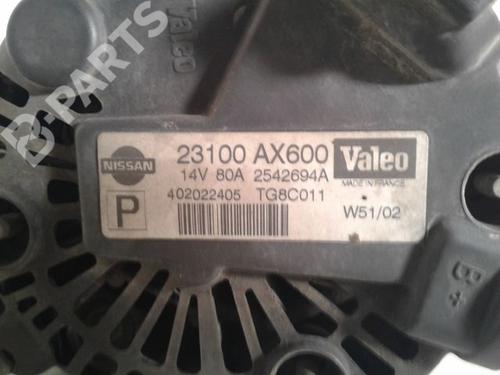 B-PARTS
Valeo
NISSAN
23100 AX600
Valeo
14V 80A 2542694A
MADE IN FRANCE
P
402022405 TG8C011
W51/02
B+